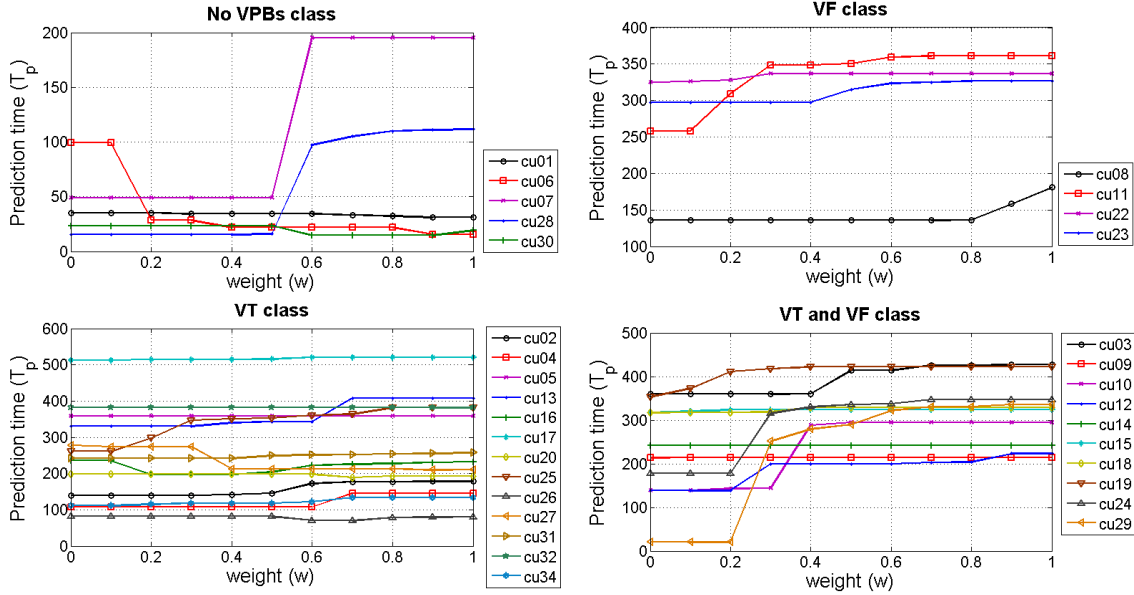 No VPBs class
Prediction time (Tp)
200
150
100
50
0
0 0.2 0.4 0.6 0.8 1
weight (w)
cu01
cu06
cu07
cu28
cu30
VF class
Prediction time (Tp)
400
350
300
250
200
150
100
0 0.2 0.4 0.6 0.8 1
weight (w)
cu08
cu11
cu22
cu23
VT class
Prediction time (Tp)
600
500
400
300
200
100
0
0 0.2 0.4 0.6 0.8 1
weight (w)
cu02
cu04
cu05
cu13
cu16
cu17
cu20
cu25
cu26
cu27
cu31
cu32
cu34
VT and VF class
Prediction time (Tp)
500
400
300
200
100
0
0 0.2 0.4 0.6 0.8 1
weight (w)
cu03
cu09
cu10
cu12
cu14
cu15
cu18
cu19
cu24
cu29